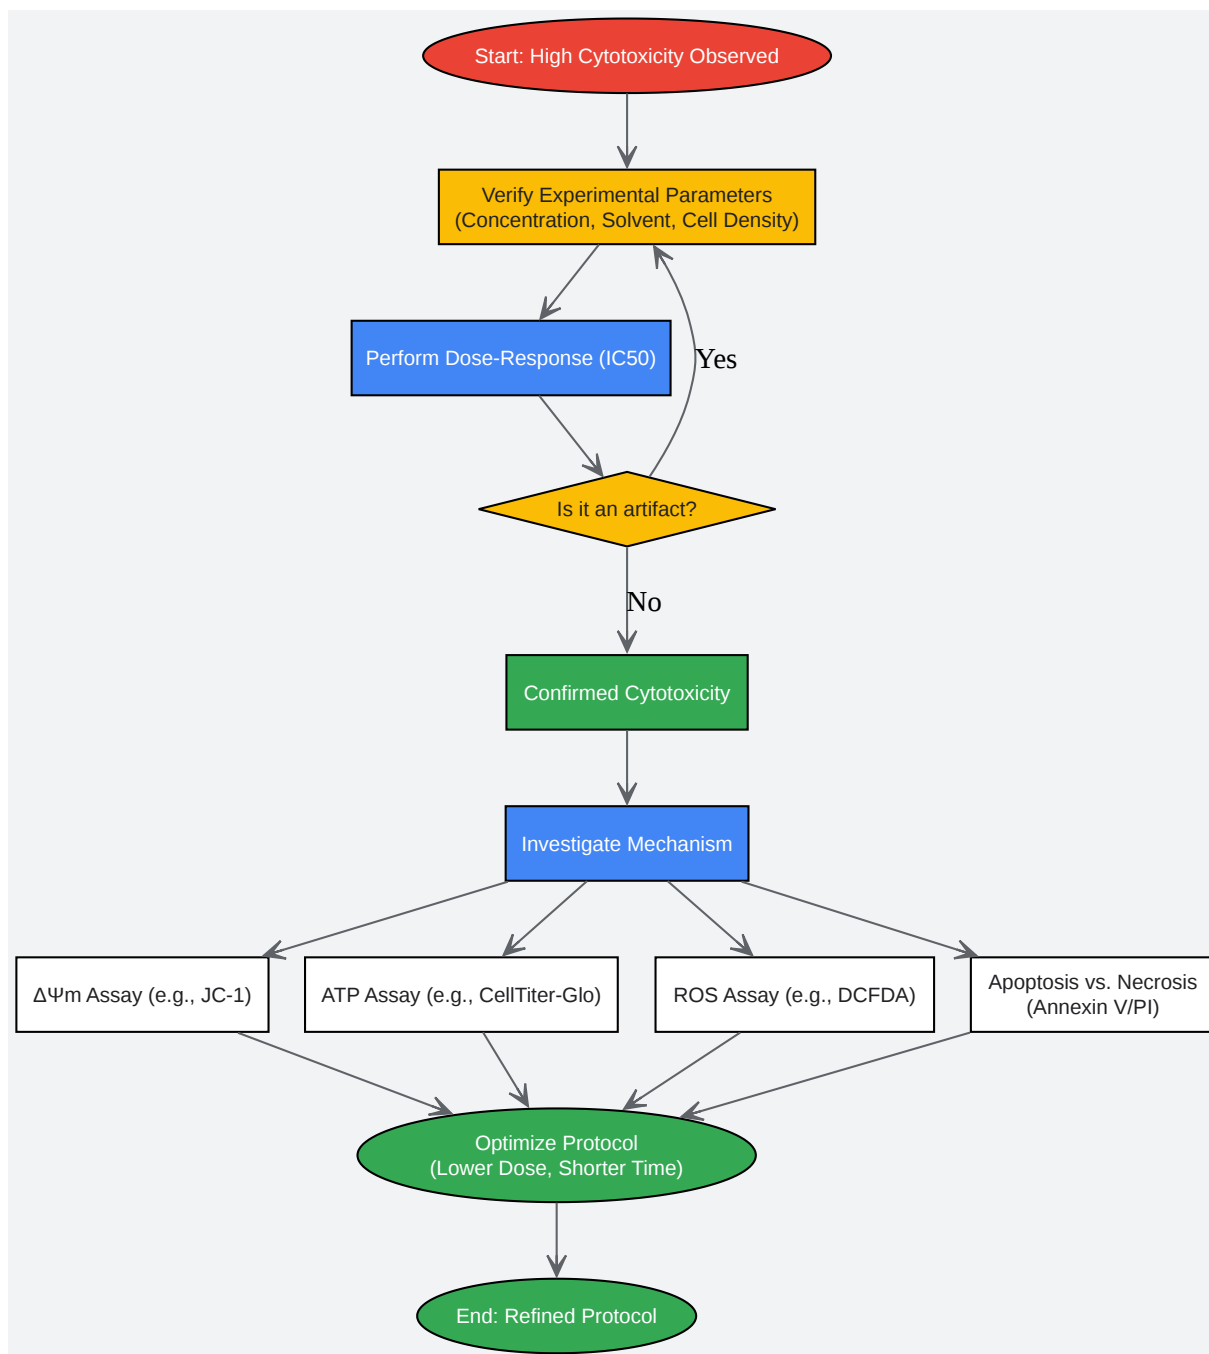 Start: High Cytotoxicity Observed
Verify Experimental Parameters
(Concentration, Solvent, Cell Density)
Perform Dose-Response (IC50)
Yes
Is it an artifact?
No
Confirmed Cytotoxicity
Investigate Mechanism
ΔΨm Assay (e.g., JC-1)
ATP Assay (e.g., CellTiter-Glo)
ROS Assay (e.g., DCFDA)
Apoptosis vs. Necrosis
(Annexin V/PI)
Optimize Protocol
(Lower Dose, Shorter Time)
End: Refined Protocol